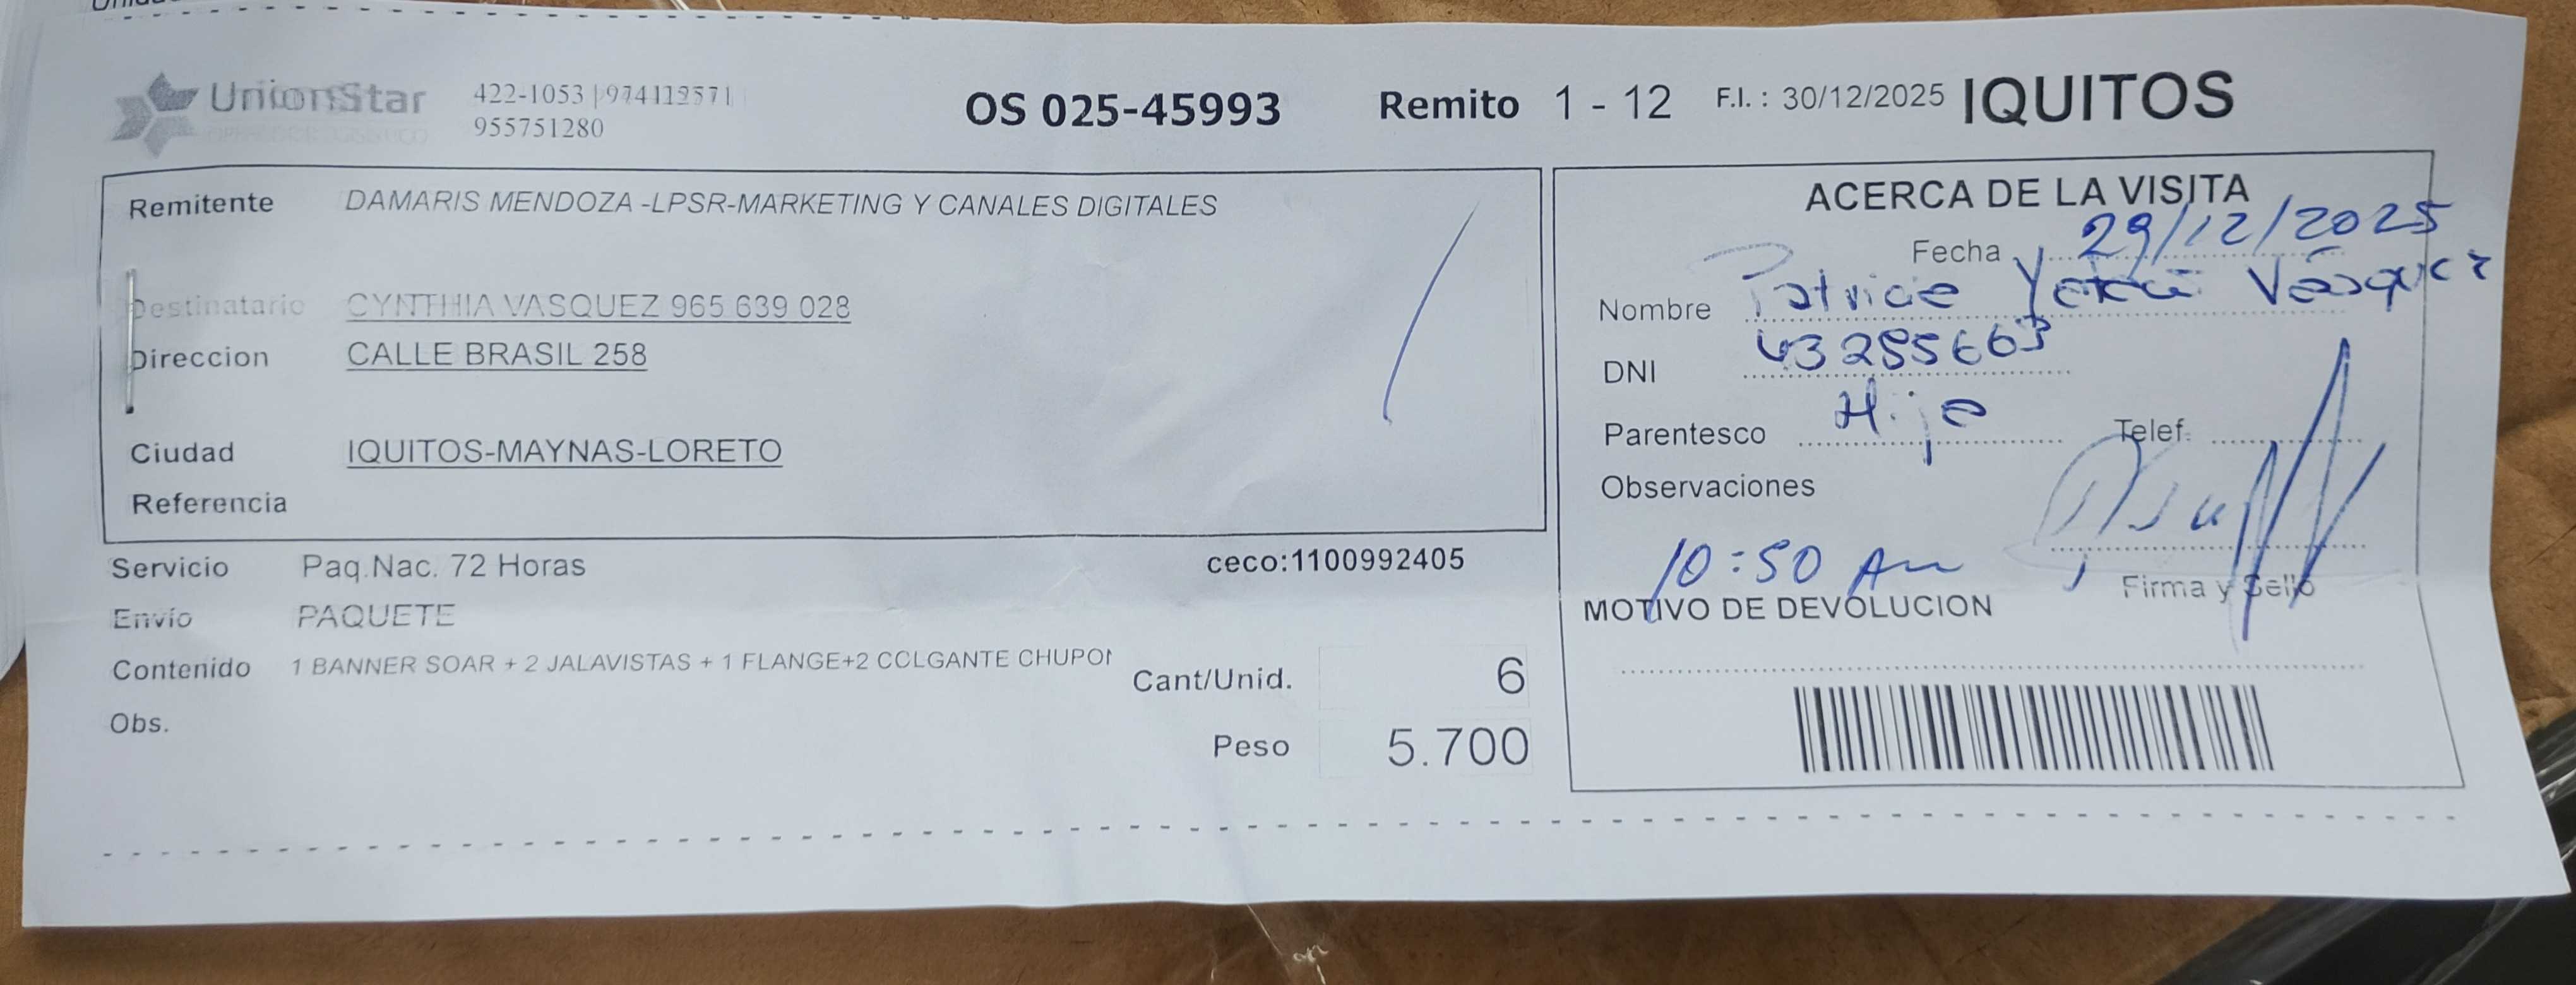 UnionStar
422-1053 | 974112571
955751280
OS 025-45993 Remito 1 - 12 F.I. : 30/12/2025 IQUITOS
Remitente DAMARIS MENDOZA -LPSR-MARKETING Y CANALES DIGITALES
Destinatario CYNTHIA VASQUEZ 965 639 028
Direccion CALLE BRASIL 258
Ciudad IQUITOS-MAYNAS-LORETO
Referencia
Servicio Paq.Nac. 72 Horas ceco:1100992405
Envío PAQUETE
Contenido 1 BANNER SOAR + 2 JALAVISTAS + 1 FLANGE+2 COLGANTE CHUPON
Cant/Unid. 6
Obs.
Peso 5.700
ACERCA DE LA VISITA
Fecha 29/12/2025
Nombre Vásquez
DNI 43285663
Parentesco Telef.
Observaciones
10:50 Am
Firma y Sello
MOTIVO DE DEVOLUCION